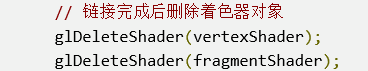 // 链接完成后删除着色器对象
glDeleteShader(vertexShader);
glDeleteShader(fragmentShader);